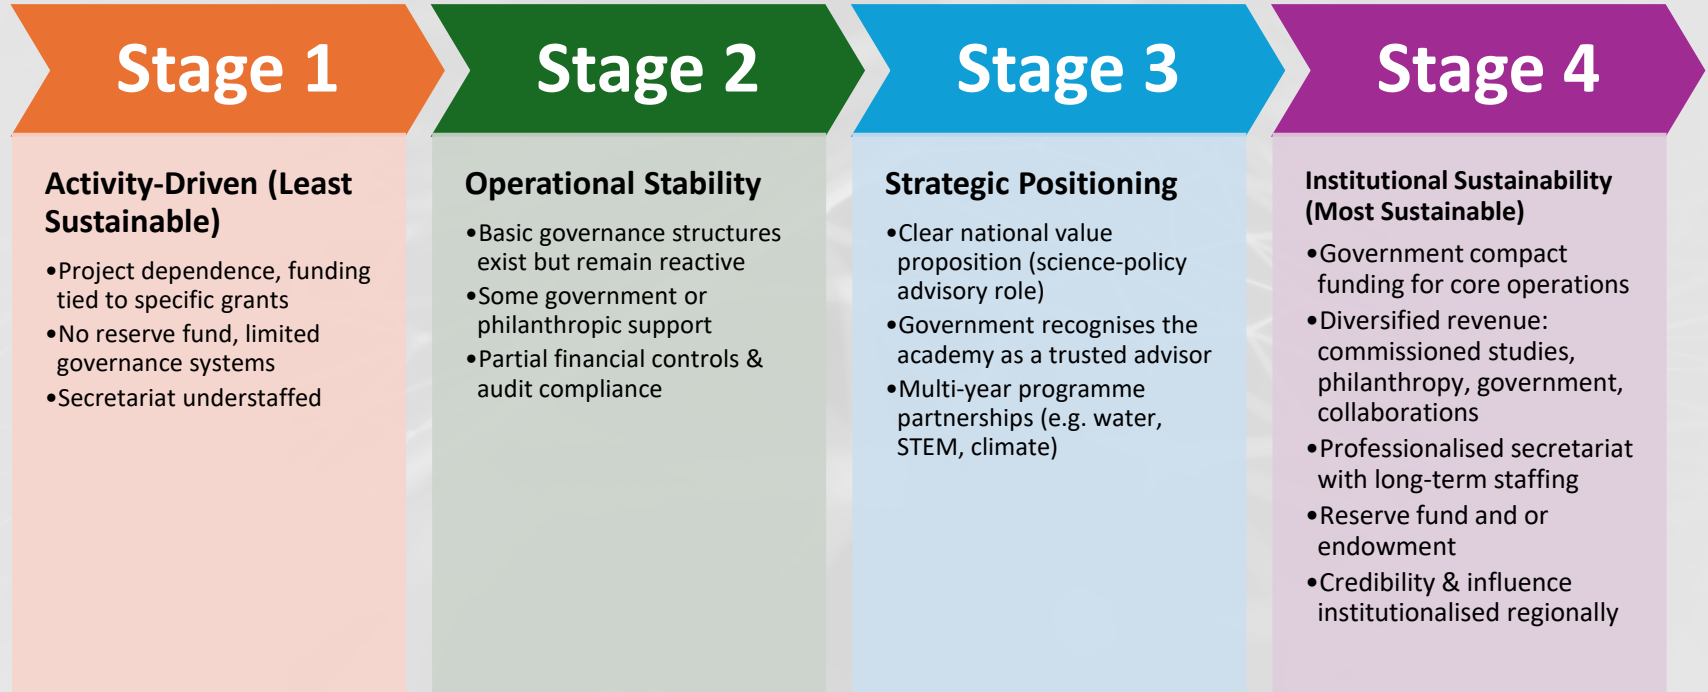 Stage 1
Activity-Driven (Least
Sustainable)
•Project dependence, funding
tied to specific grants
•No reserve fund, limited
governance systems
•Secretariat understaffed
Stage 2
Operational Stability
•Basic governance structures
exist but remain reactive
•Some government or
philanthropic support
•Partial financial controls &
audit compliance
Stage 3
Strategic Positioning
•Clear national value
proposition (science-policy
advisory role)
•Government recognises the
academy as a trusted advisor
•Multi-year programme
partnerships (e.g. water,
STEM, climate)
Stage 4
Institutional Sustainability
(Most Sustainable)
•Government compact
funding for core operations
•Diversified revenue:
commissioned studies,
philanthropy, government,
collaborations
•Professionalised secretariat
with long-term staffing
•Reserve fund and or
endowment
•Credibility & influence
institutionalised regionally